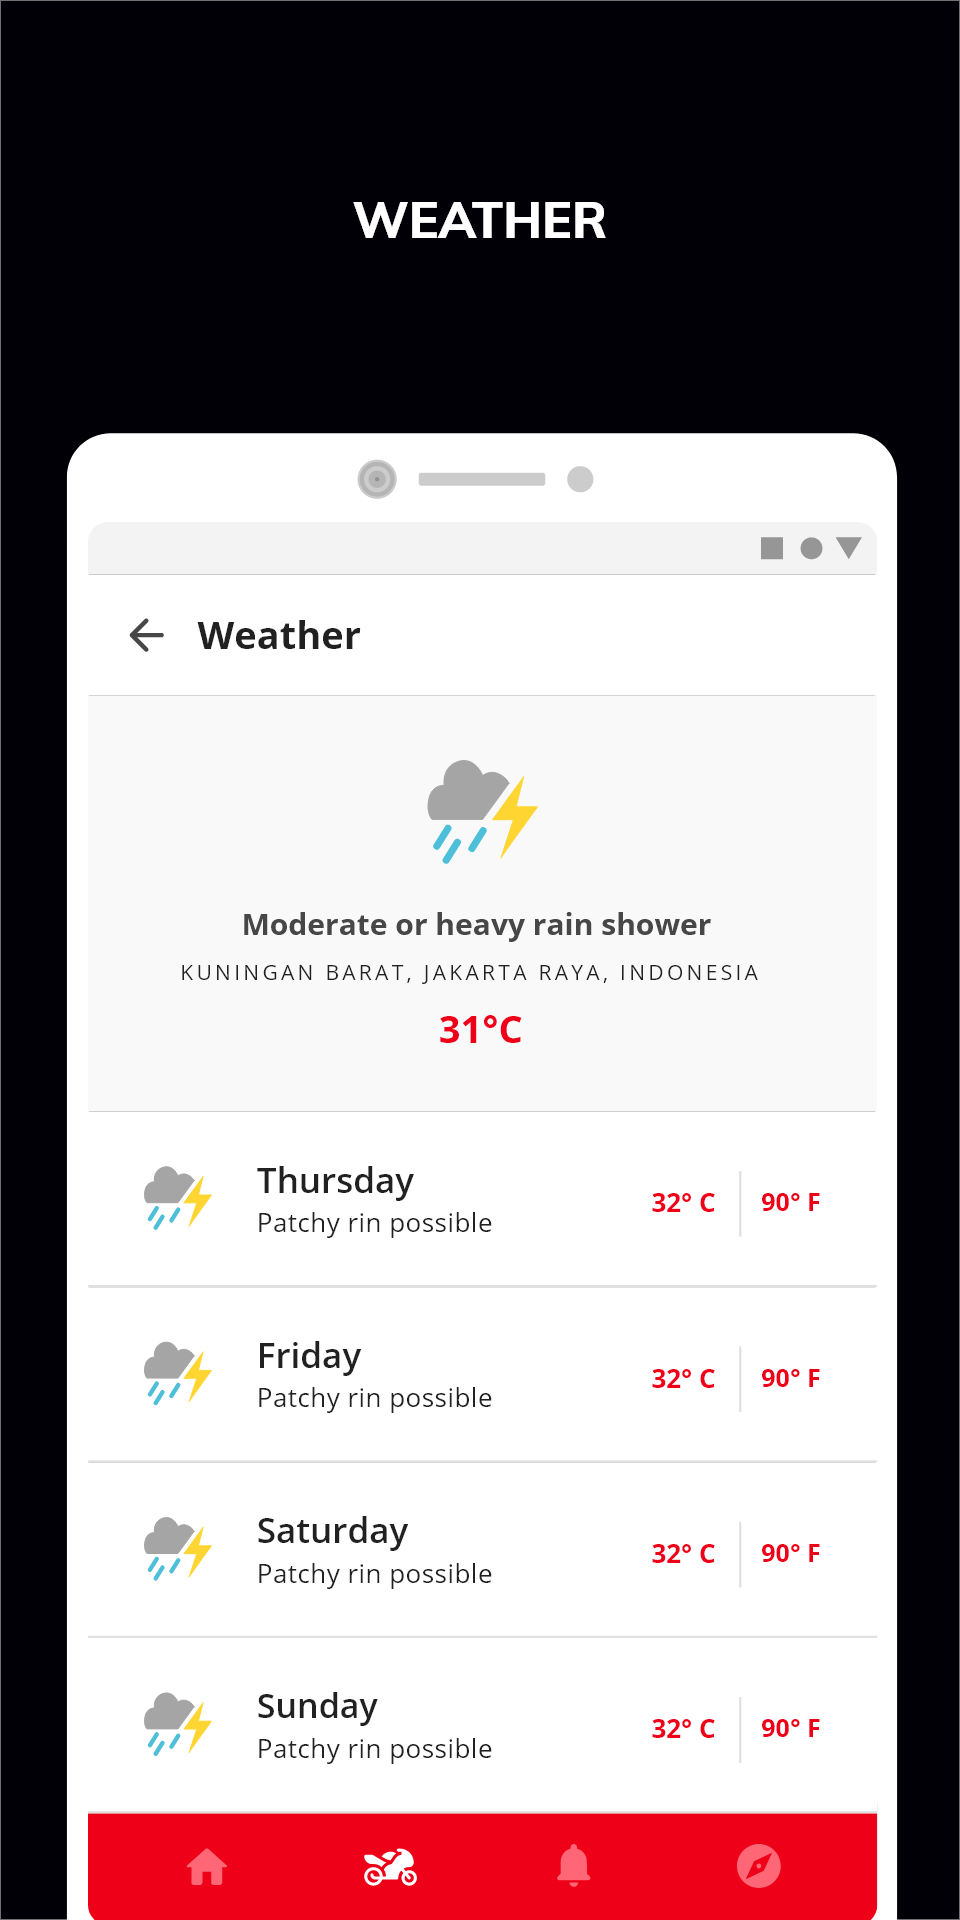 WEATHER
Weather
Moderate or heavy rain shower
KUNINGAN BARAT, JAKARTA RAYA, INDONESIA
31°C
Thursday
Patchy rin possible
32° C
90° F
Friday
Patchy rin possible
32° C
90° F
Saturday
Patchy rin possible
32° C
90° F
Sunday
Patchy rin possible
32° C
90° F